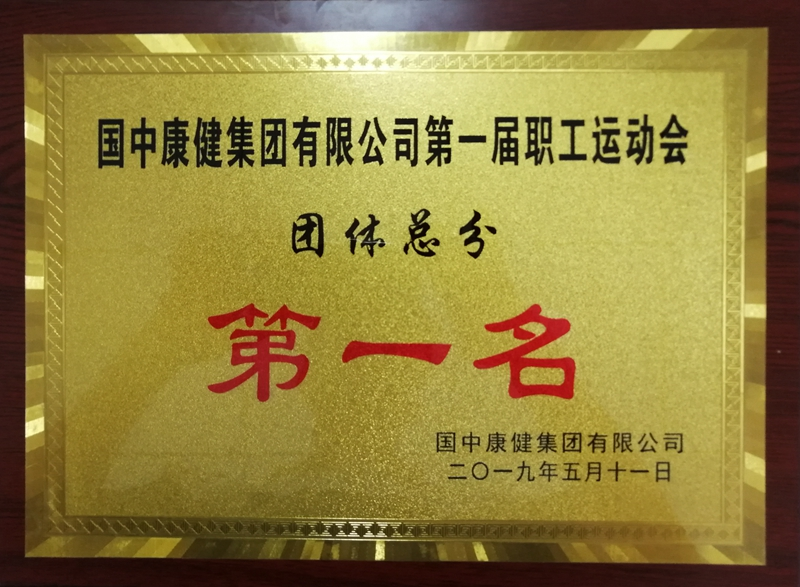 国中康健集团有限公司第一届职工运动会
团体总分
第一名
国中康健集团有限公司
二〇一九年五月十一日